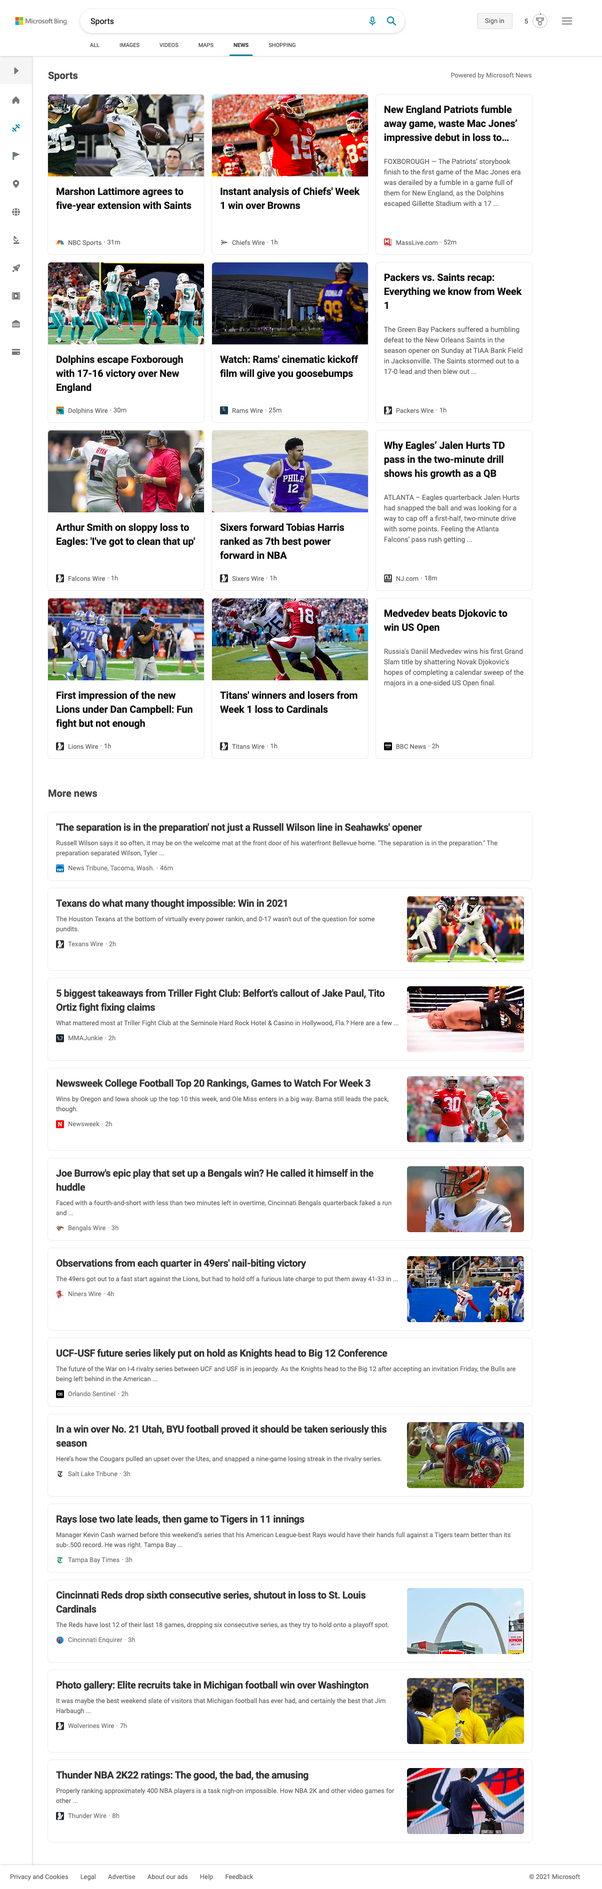 Microsoft Bing
Sports
Sign in
5
ALL IMAGES VIDEOS MAPS NEWS SHOPPING
Sports
Powered by Microsoft News
Marshon Lattimore agrees to
five-year extension with Saints
NBC Sports · 31m
Instant analysis of Chiefs' Week
1 win over Browns
Chiefs Wire · 1h
New England Patriots fumble
away game, waste Mac Jones'
impressive debut in loss to...
FOXBOROUGH — The Patriots' storybook
finish to the first game of the Mac Jones era
was derailed by a fumble in a game full of
them for New England, as the Dolphins
escaped Gillette Stadium with a 17 ...
MassLive.com · 52m
Dolphins escape Foxborough
with 17-16 victory over New
England
Dolphins Wire · 30m
Watch: Rams' cinematic kickoff
film will give you goosebumps
Rams Wire · 25m
Packers vs. Saints recap:
Everything we know from Week
1
The Green Bay Packers suffered a humbling
defeat to the New Orleans Saints in the
season opener on Sunday at TIAA Bank Field
in Jacksonville. The Saints stormed out to a
17-0 lead and then blew out ...
Packers Wire · 1h
Arthur Smith on sloppy loss to
Eagles: 'I've got to clean that up'
Falcons Wire · 1h
Sixers forward Tobias Harris
ranked as 7th best power
forward in NBA
Sixers Wire · 1h
Why Eagles' Jalen Hurts TD
pass in the two-minute drill
shows his growth as a QB
ATLANTA – Eagles quarterback Jalen Hurts
had snapped the ball and was looking for a
way to cap off a first-half, two-minute drive
with some points. Feeling the Atlanta
Falcons' pass rush getting ...
NJ.com · 18m
First impression of the new
Lions under Dan Campbell: Fun
fight but not enough
Lions Wire · 1h
Titans' winners and losers from
Week 1 loss to Cardinals
Titans Wire · 1h
Medvedev beats Djokovic to
win US Open
Russia's Daniil Medvedev wins his first Grand
Slam title by shattering Novak Djokovic's
hopes of completing a calendar sweep of the
majors in a one-sided US Open final.
BBC News · 2h
More news
'The separation is in the preparation' not just a Russell Wilson line in Seahawks' opener
Russell Wilson says it so often, it may be on the welcome mat at the front door of his waterfront Bellevue home. "The separation is in the preparation." The
preparation separated Wilson, Tyler ...
News Tribune, Tacoma, Wash. · 46m
Texans do what many thought impossible: Win in 2021
The Houston Texans at the bottom of virtually every power rankin, and 0-17 wasn't out of the question for some
pundits.
Texans Wire · 2h
5 biggest takeaways from Triller Fight Club: Belfort's callout of Jake Paul, Tito
Ortiz fight fixing claims
What mattered most at Triller Fight Club at the Seminole Hard Rock Hotel & Casino in Hollywood, Fla.? Here are a few ...
MMAJunkie · 2h
Newsweek College Football Top 20 Rankings, Games to Watch For Week 3
Wins by Oregon and Iowa shook up the top 10 this week, and Ole Miss enters in a big way. Bama still leads the pack,
though.
Newsweek · 2h
Joe Burrow's epic play that set up a Bengals win? He called it himself in the
huddle
Faced with a fourth-and-short with less than two minutes left in overtime, Cincinnati Bengals quarterback faked a run
and ...
Bengals Wire · 3h
Observations from each quarter in 49ers' nail-biting victory
The 49ers got out to a fast start against the Lions, but had to hold off a furious late charge to put them away 41-33 in ...
Niners Wire · 4h
UCF-USF future series likely put on hold as Knights head to Big 12 Conference
The future of the War on I-4 rivalry series between UCF and USF is in jeopardy. As the Knights head to the Big 12 after accepting an invitation Friday, the Bulls are
being left behind in the American ...
Orlando Sentinel · 2h
In a win over No. 21 Utah, BYU football proved it should be taken seriously this
season
Here's how the Cougars pulled an upset over the Utes, and snapped a nine-game losing streak in the rivalry series.
Salt Lake Tribune · 3h
Rays lose two late leads, then game to Tigers in 11 innings
Manager Kevin Cash warned before this weekend's series that his American League-best Rays would have their hands full against a Tigers team better than its
sub-.500 record. He was right. Tampa Bay ...
Tampa Bay Times · 3h
Cincinnati Reds drop sixth consecutive series, shutout in loss to St. Louis
Cardinals
The Reds have lost 12 of their last 18 games, dropping six consecutive series, as they try to hold onto a playoff spot.
Cincinnati Enquirer · 3h
Photo gallery: Elite recruits take in Michigan football win over Washington
It was maybe the best weekend slate of visitors that Michigan football has ever had, and certainly the best that Jim
Harbaugh ...
Wolverines Wire · 7h
Thunder NBA 2K22 ratings: The good, the bad, the amusing
Properly ranking approximately 400 NBA players is a task nigh-on impossible. How NBA 2K and other video games for
other ...
Thunder Wire · 8h
Privacy and Cookies Legal Advertise About our ads Help Feedback
© 2021 Microsoft